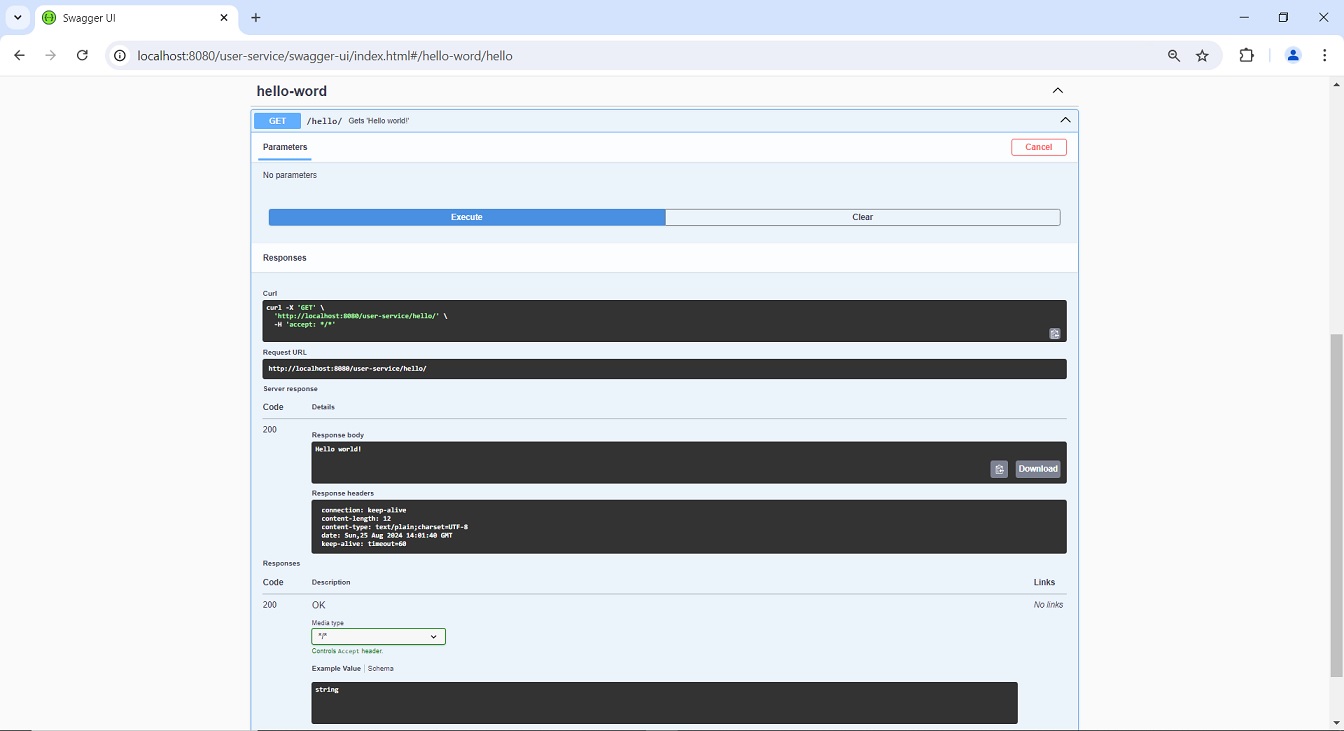 Swagger UI
localhost:8080/user-service/swagger-ui/index.html#/hello-word/hello
hello-word
GET /hello/ Gets 'Hello world!'
Parameters Cancel
No parameters
Execute Clear
Responses
Curl
curl -X 'GET' \
'http://localhost:8080/user-service/hello/' \
-H 'accept: */*'
Request URL
http://localhost:8080/user-service/hello/
Server response
Code Details
200
Response body
Hello world!
Download
Response headers
connection: keep-alive
content-length: 12
content-type: text/plain;charset=UTF-8
date: Sun,25 Aug 2024 14:01:40 GMT
keep-alive: timeout=60
Responses
Code Description Links
200 OK No links
Media type
*/*
Controls Accept header.
Example Value Schema
string